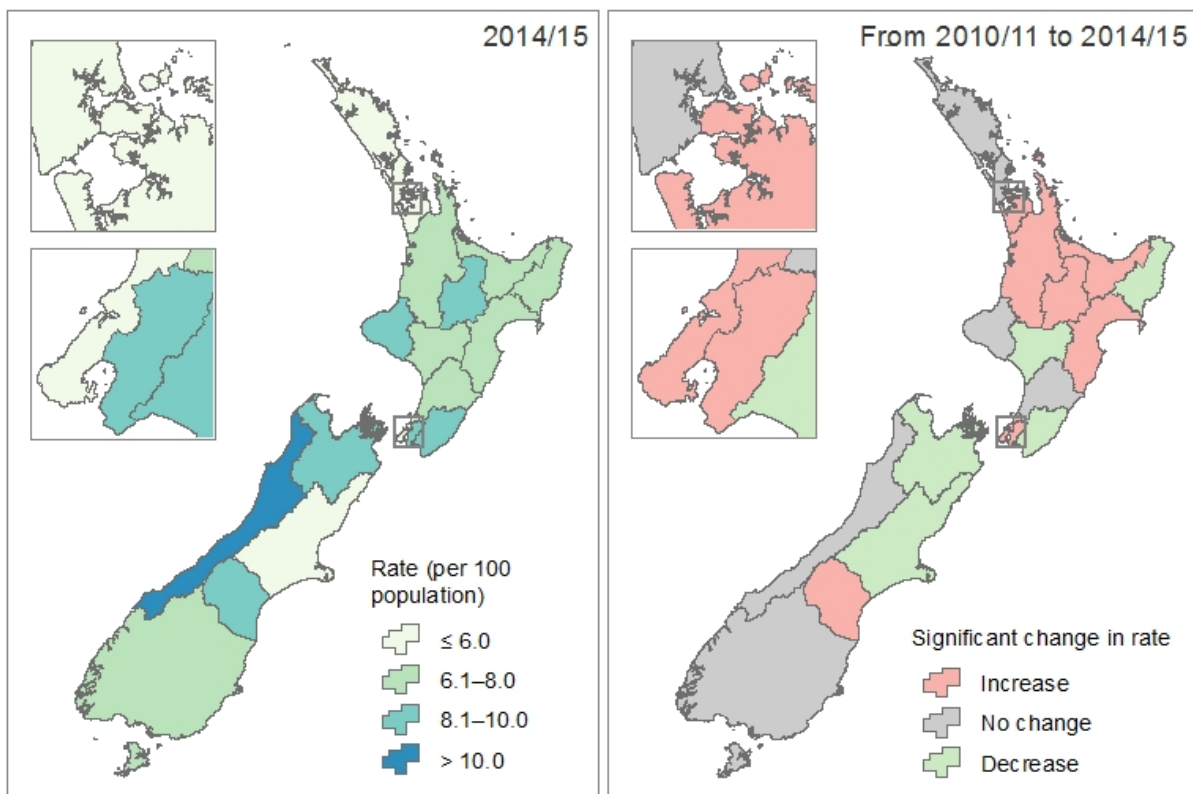 2014/15
Rate (per 100
population)
≤ 6.0
6.1–8.0
8.1–10.0
> 10.0
From 2010/11 to 2014/15
Significant change in rate
Increase
No change
Decrease